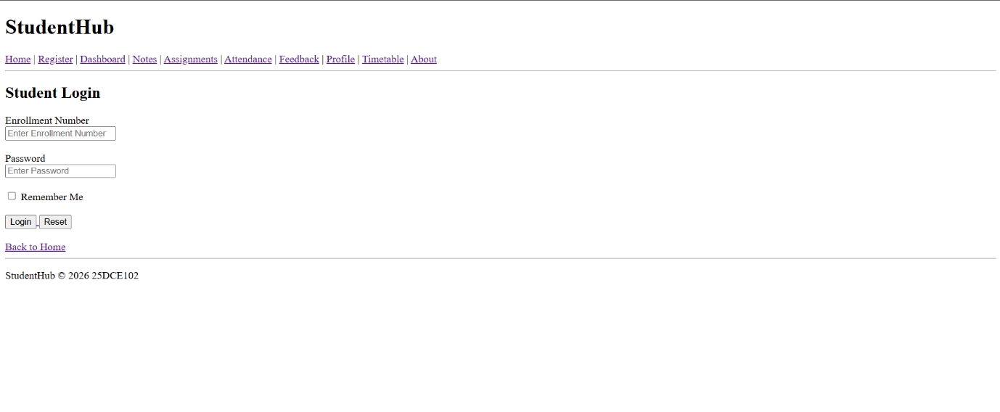 StudentHub
Home | Register | Dashboard | Notes | Assignments | Attendance | Feedback | Profile | Timetable | About
Student Login
Enrollment Number
Enter Enrollment Number
Password
Enter Password
Remember Me
Login Reset
Back to Home
StudentHub © 2026 25DCE102